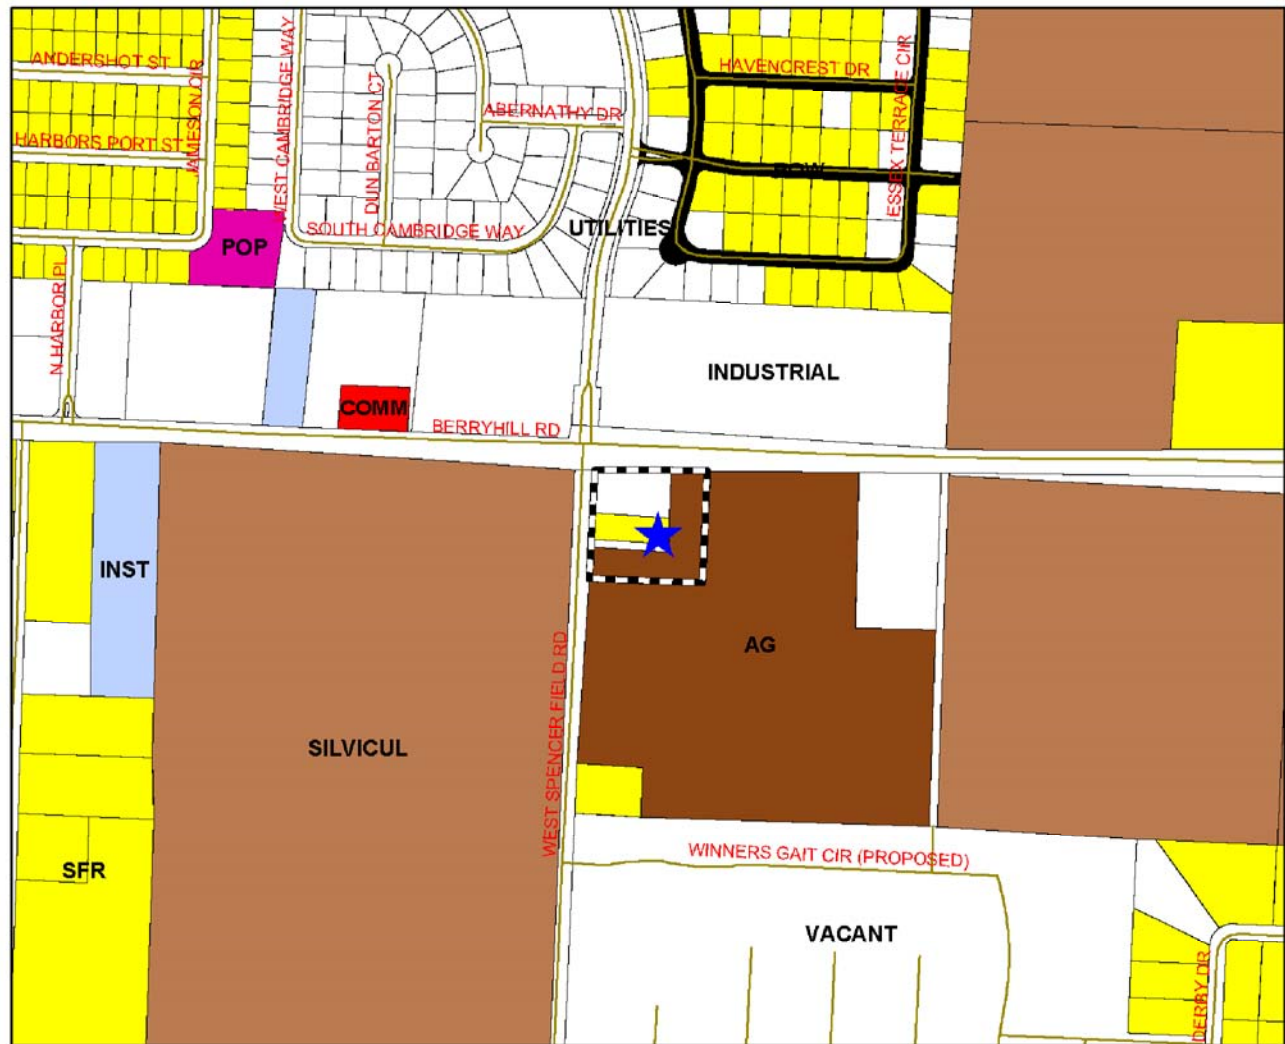 ANDERSHOT ST
HAVENCREST DR
JAMESON CIR
WEST CAMBRIDGE WAY
DUN BARTON CT
ABERNATHY DR
ESSEX TERRACE CIR
HARBORS PORT ST
ROW
SOUTH CAMBRIDGE WAY
UTILITIES
POP
N HARBOR PL
INDUSTRIAL
COMM
BERRYHILL RD
INST
AG
WEST SPENCER FIELD RD
SILVICUL
SFR
WINNERS GAIT CIR (PROPOSED)
VACANT
DERBY DR